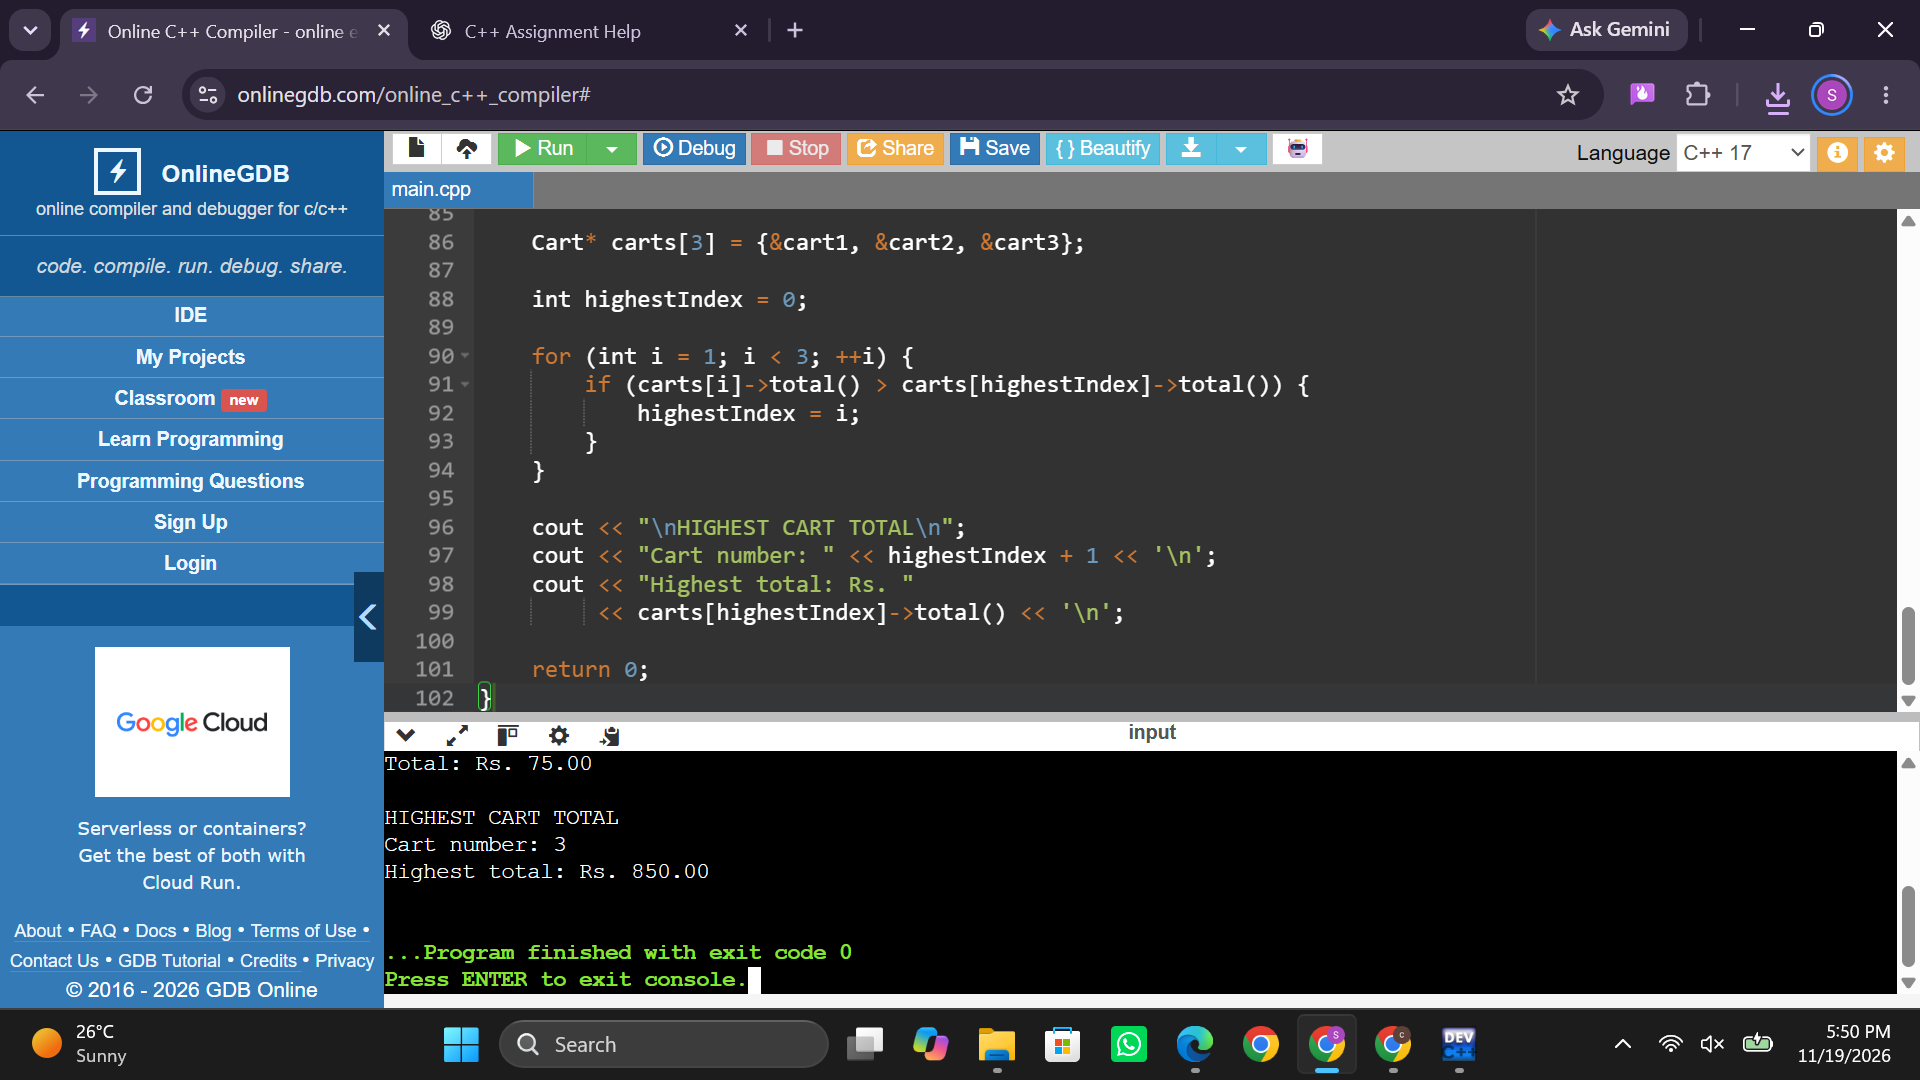 Online C++ Compiler - online e
C++ Assignment Help
Ask Gemini
onlinegdb.com/online_c++_compiler#
S
OnlineGDB
online compiler and debugger for c/c++
code. compile. run. debug. share.
IDE
My Projects
Classroom new
Learn Programming
Programming Questions
Sign Up
Login
Google Cloud
Serverless or containers?
Get the best of both with
Cloud Run.
About • FAQ • Docs • Blog • Terms of Use •
Contact Us • GDB Tutorial • Credits • Privacy
© 2016 - 2026 GDB Online
Run Debug Stop Share Save { } Beautify
Language C++ 17
main.cpp
85
86 Cart* carts[3] = {&cart1, &cart2, &cart3};
87
88 int highestIndex = 0;
89
90 for (int i = 1; i < 3; ++i) {
91 if (carts[i]->total() > carts[highestIndex]->total()) {
92 highestIndex = i;
93 }
94 }
95
96 cout << "\nHIGHEST CART TOTAL\n";
97 cout << "Cart number: " << highestIndex + 1 << '\n';
98 cout << "Highest total: Rs. "
99 << carts[highestIndex]->total() << '\n';
100
101 return 0;
102 }
input
Total: Rs. 75.00
HIGHEST CART TOTAL
Cart number: 3
Highest total: Rs. 850.00
...Program finished with exit code 0
Press ENTER to exit console.
26°C
Sunny
Search
S
C
DEV
C++
5:50 PM
11/19/2026